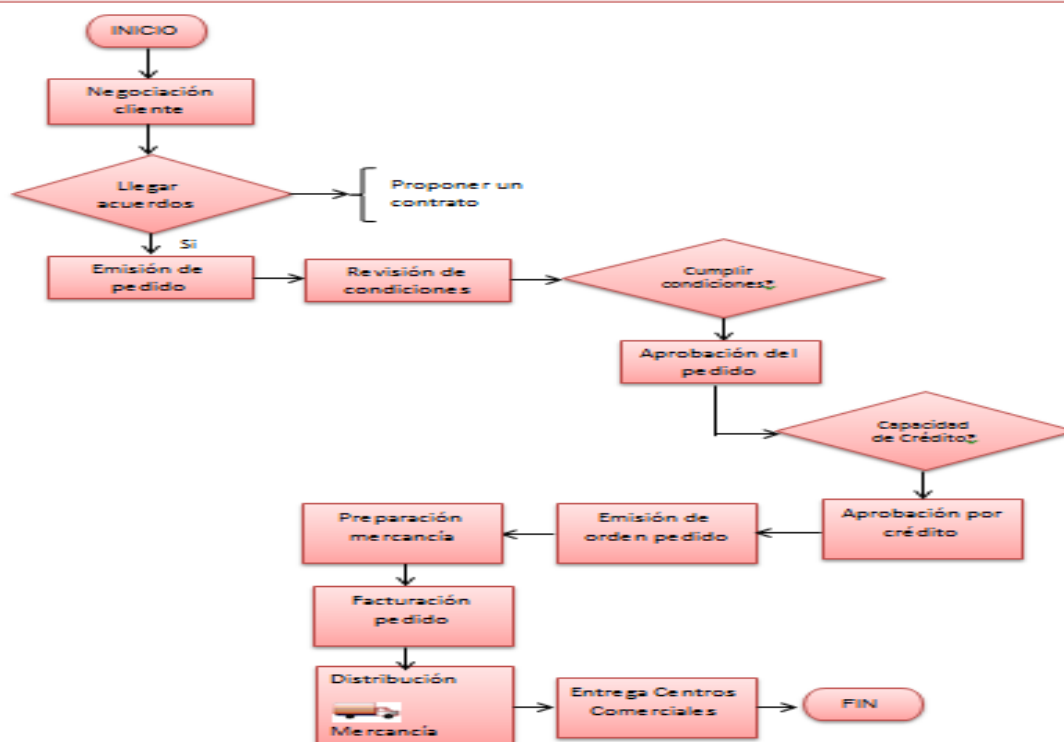 INICIO
Negociación
cliente
Llegar
acuerdos
Proponer un
contrato
Si
Emisión de
pedido
Revisión de
condiciones
Cumplir
condiciones?
Aprobación del
pedido
Capacidad
de Crédito?
Aprobación por
crédito
Emisión de
orden pedido
Preparación
mercancía
Facturación
pedido
Distribución
Mercancía
Entrega Centros
Comerciales
FIN